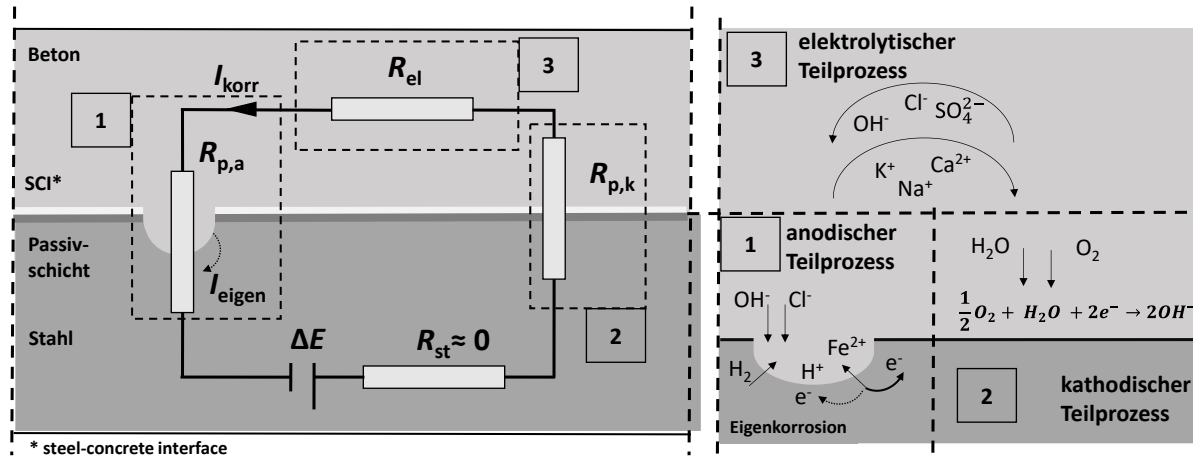 Beton
3
R_el
I_korr
1
R_p,a
R_p,k
SCI*
Passiv-
schicht
I_eigen
Stahl
ΔE
R_st ≈ 0
2
* steel-concrete interface
3
elektrolytischer
Teilprozess
Cl⁻
SO₄²⁻
OH⁻
K⁺
Ca²⁺
Na⁺
1
anodischer
Teilprozess
OH⁻
Cl⁻
Fe²⁺
H₂
H⁺
e⁻
e⁻
Eigenkorrosion
H₂O
O₂
½O₂ + H₂O + 2e⁻ → 2OH⁻
2
kathodischer
Teilprozess